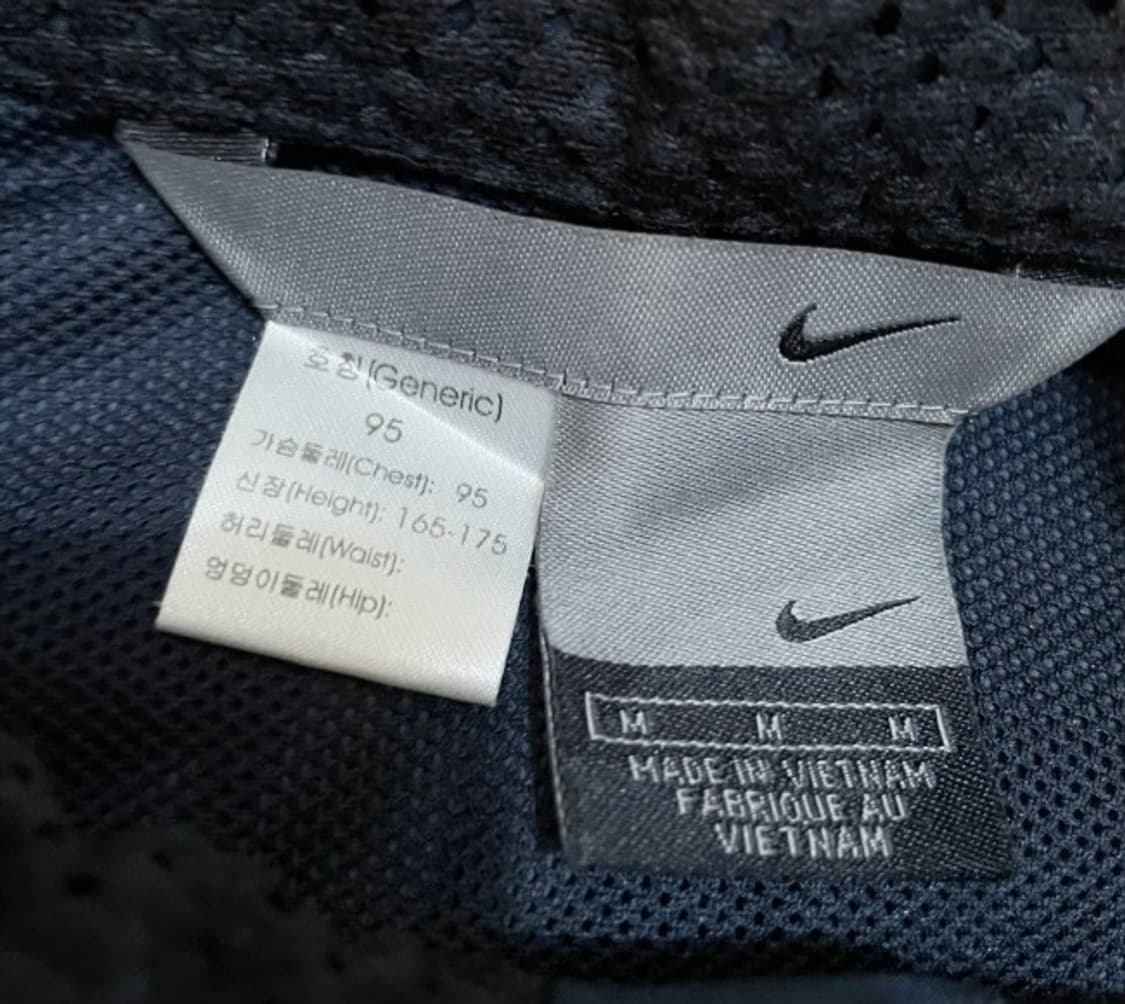 호칭(Generic)
95
가슴둘레(Chest): 95
신장(Height): 165-175
허리둘레(Waist):
엉덩이둘레(Hip):
M M M
MADE IN VIETNAM
FABRIQUE AU
VIETNAM